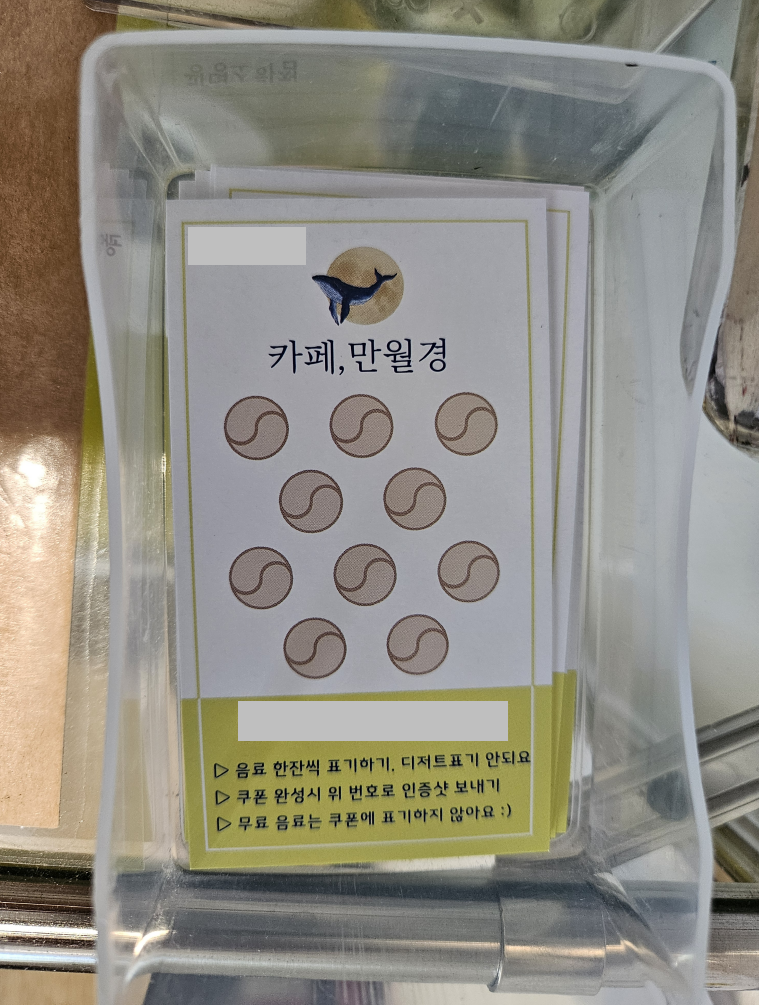 카페,만월경
▷ 음료 한잔씩 표기하기. 디저트표기 안되요
▷ 쿠폰 완성시 위 번호로 인증샷 보내기
▷ 무료 음료는 쿠폰에 표기하지 않아요 :)